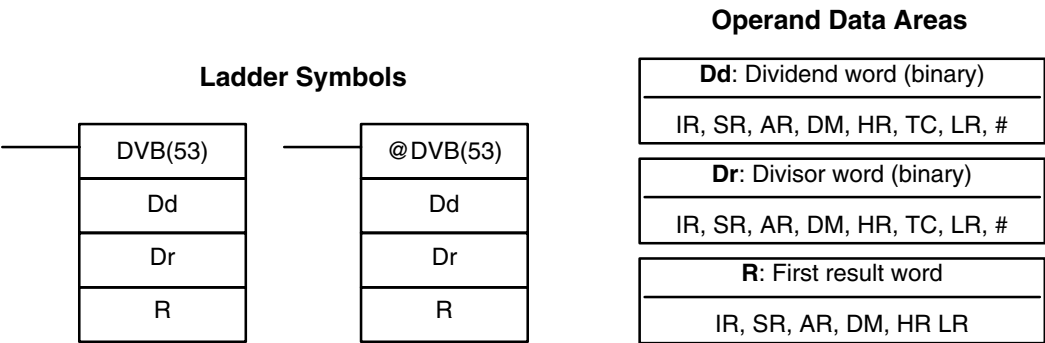 Ladder Symbols
DVB(53)
Dd
Dr
R
@DVB(53)
Dd
Dr
R
Operand Data Areas
Dd: Dividend word (binary)
IR, SR, AR, DM, HR, TC, LR, #
Dr: Divisor word (binary)
IR, SR, AR, DM, HR, TC, LR, #
R: First result word
IR, SR, AR, DM, HR LR